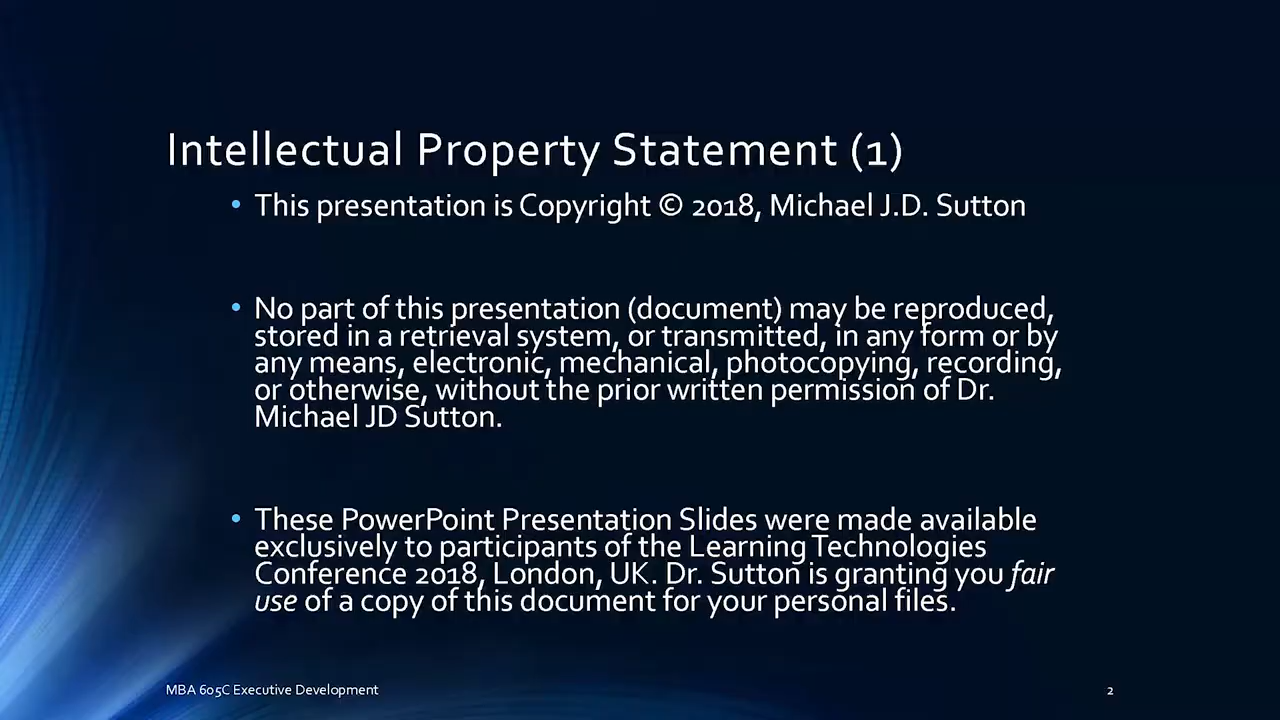 Intellectual Property Statement (1)
• This presentation is Copyright © 2018, Michael J.D. Sutton
• No part of this presentation (document) may be reproduced,
stored in a retrieval system, or transmitted, in any form or by
any means, electronic, mechanical, photocopying, recording,
or otherwise, without the prior written permission of Dr.
Michael JD Sutton.
• These PowerPoint Presentation Slides were made available
exclusively to participants of the Learning Technologies
Conference 2018, London, UK. Dr. Sutton is granting you fair
use of a copy of this document for your personal files.
MBA 605C Executive Development
2